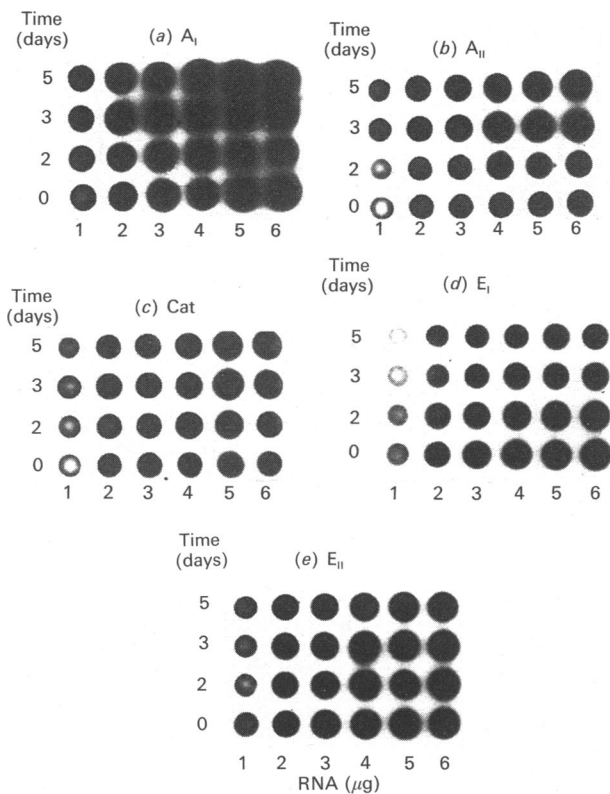 Time
(days)
(a) A_I
5
3
2
0
1 2 3 4 5 6
Time
(days)
(b) A_II
5
3
2
0
1 2 3 4 5 6
Time
(days)
(c) Cat
5
3
2
0
1 2 3 4 5 6
Time
(days)
(d) E_I
5
3
2
0
1 2 3 4 5 6
Time
(days)
(e) E_II
5
3
2
0
1 2 3 4 5 6
RNA (μg)